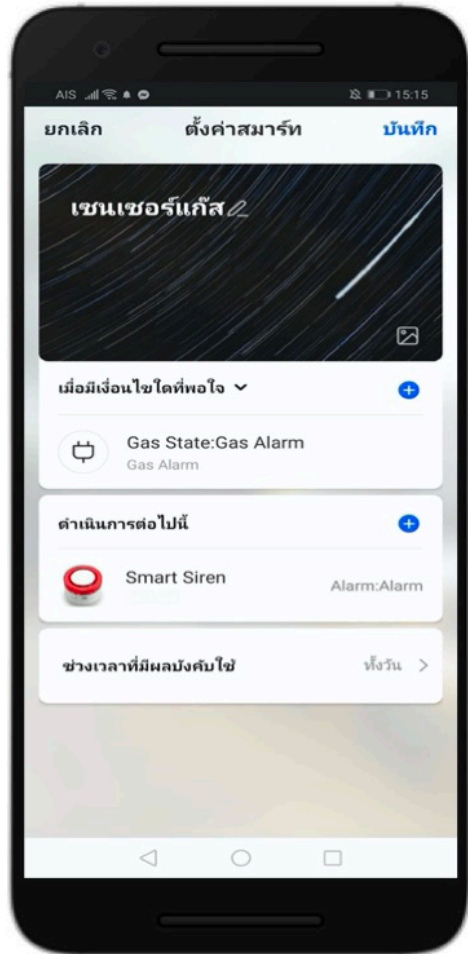 AIS 15:15
ยกเลิก ตั้งค่าสมาร์ท บันทึก
เซนเซอร์แก๊ส
เมื่อมีเงื่อนไขใดที่พอใจ
Gas State:Gas Alarm
Gas Alarm
ดำเนินการต่อไปนี้
Smart Siren Alarm:Alarm
ช่วงเวลาที่มีผลบังคับใช้ ทั้งวัน